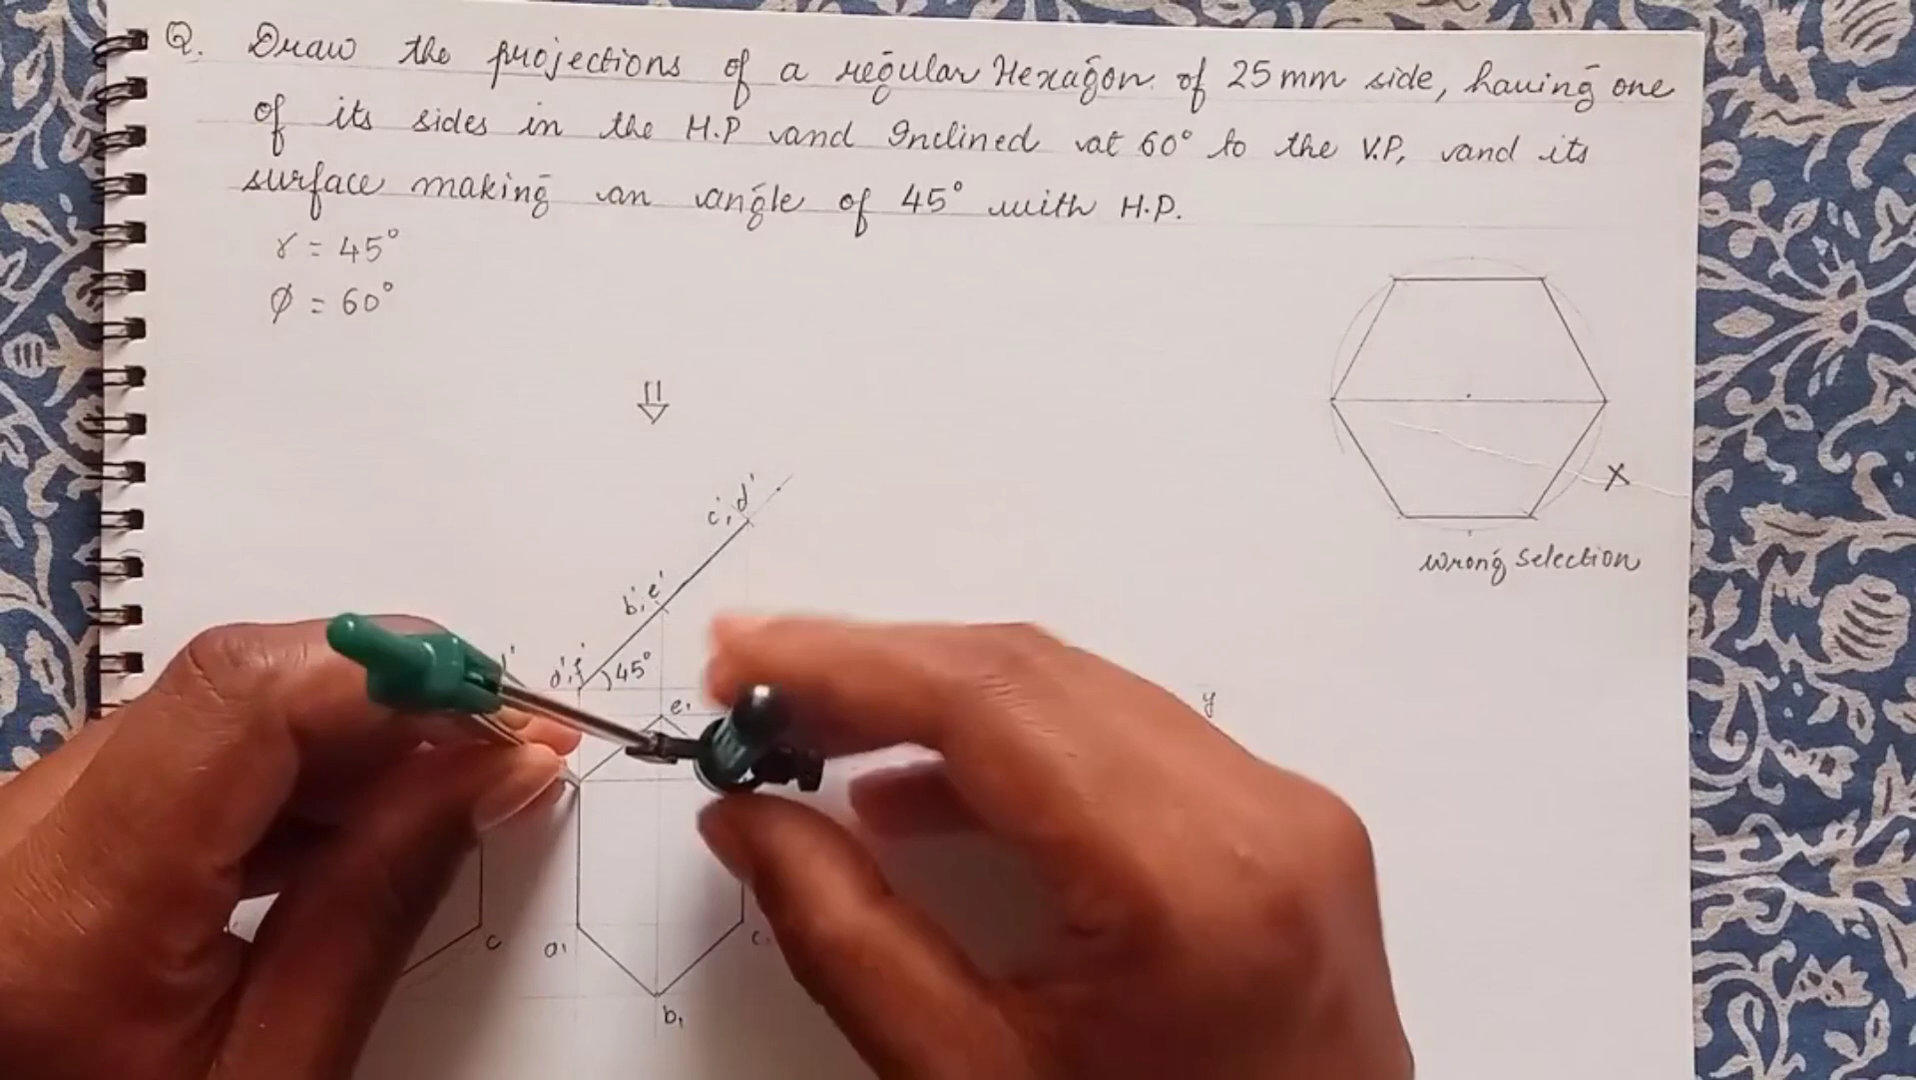 Q. Draw the projections of a regular Hexagon of 25 mm side, having one
of its sides in the H.P and Inclined at 60° to the V.P, and its
surface making an angle of 45° with H.P.
γ = 45°
Ø = 60°
c', d'
b', e'
a', f'
45°
e₁
y
X
Wrong Selection
c
a₁
c₁
b₁